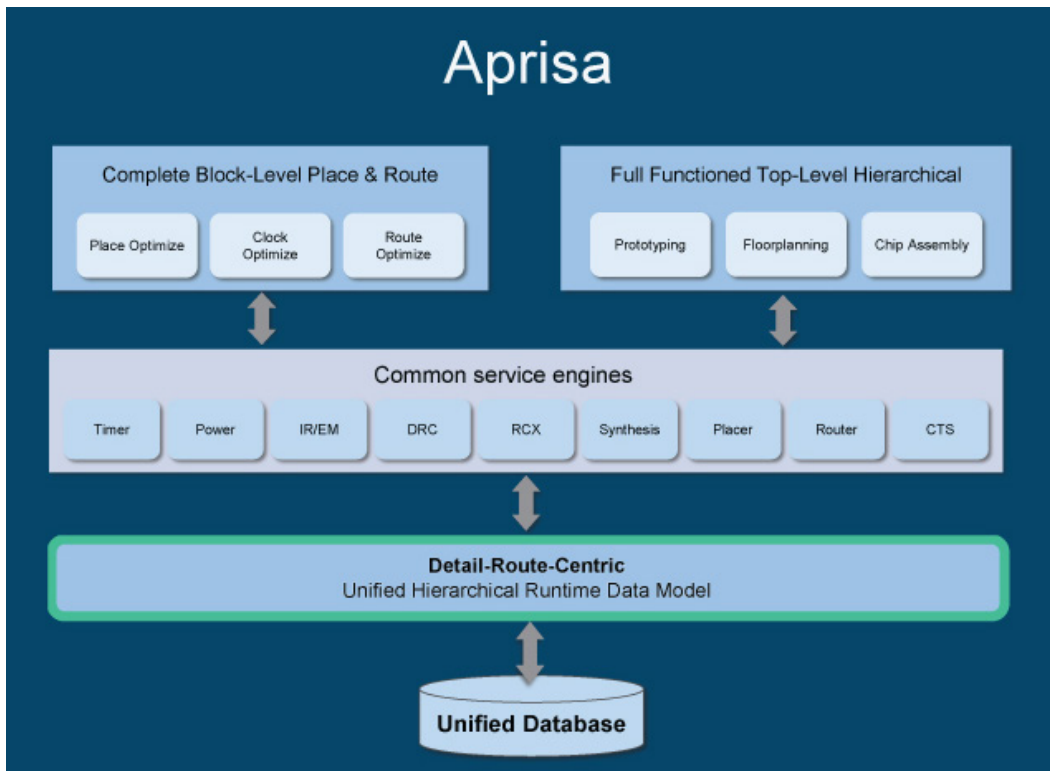 Aprisa
Complete Block-Level Place & Route
Place Optimize
Clock
Optimize
Route
Optimize
Full Functioned Top-Level Hierarchical
Prototyping
Floorplanning
Chip Assembly
Common service engines
Timer
Power
IR/EM
DRC
RCX
Synthesis
Placer
Router
CTS
Detail-Route-Centric
Unified Hierarchical Runtime Data Model
Unified Database